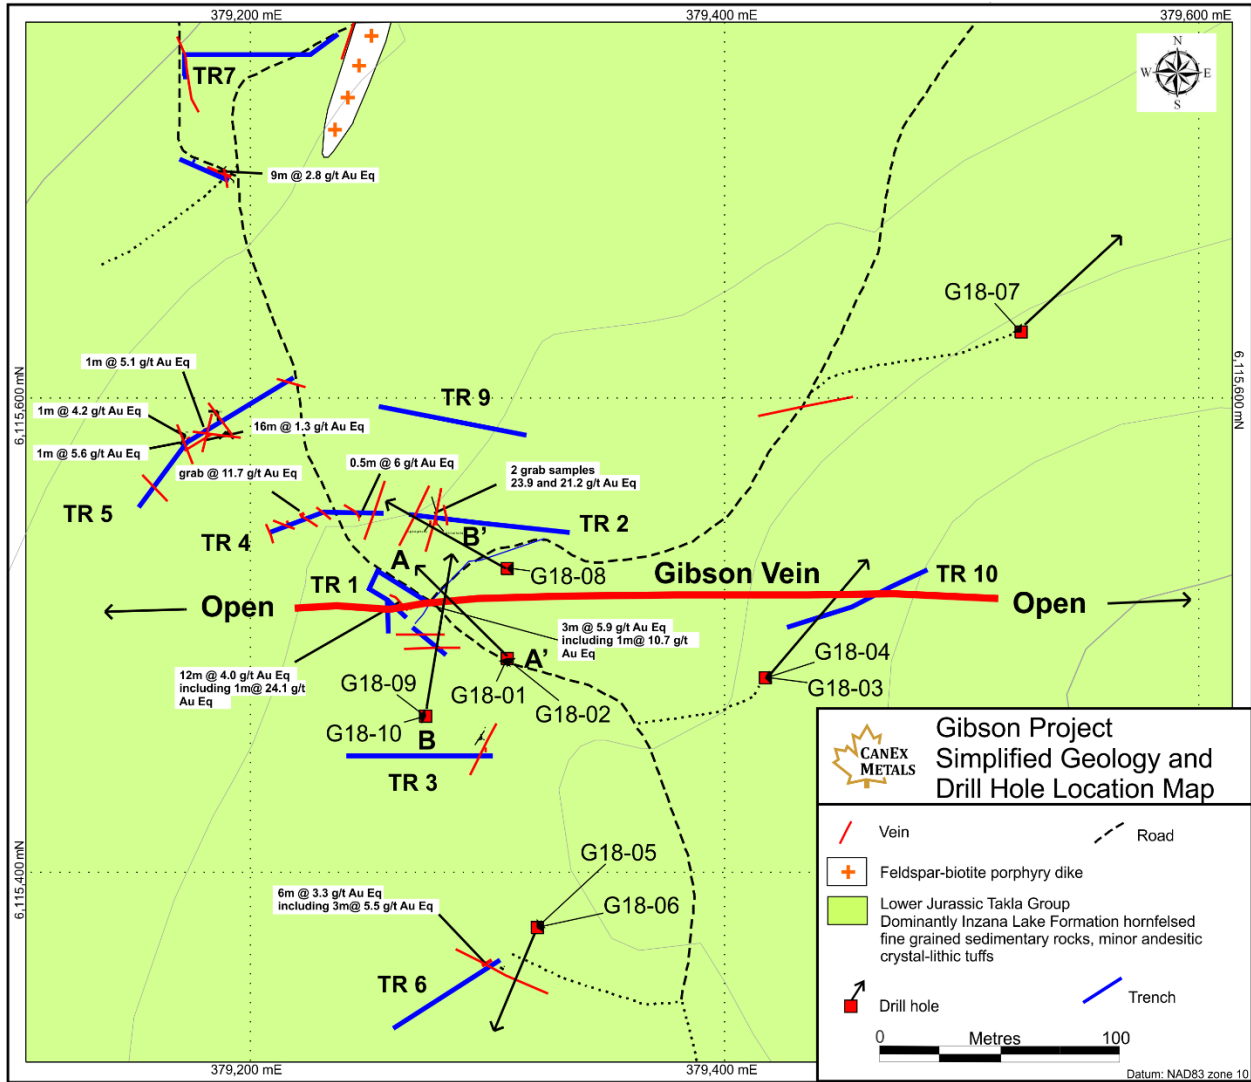 379,200 mE
379,400 mE
379,600 mE
N
W E
S
TR7
9m @ 2.8 g/t Au Eq
G18-07
1m @ 5.1 g/t Au Eq
6,115,600 mN
6,115,600 mN
TR 9
1m @ 4.2 g/t Au Eq
16m @ 1.3 g/t Au Eq
1m @ 5.6 g/t Au Eq
0.5m @ 6 g/t Au Eq
grab @ 11.7 g/t Au Eq
2 grab samples
23.9 and 21.2 g/t Au Eq
TR 5
TR 4
TR 2
B'
A
G18-08
TR 1
Gibson Vein
TR 10
Open
Open
3m @ 5.9 g/t Au Eq
including 1m@ 10.7 g/t
Au Eq
A'
12m @ 4.0 g/t Au Eq
including 1m@ 24.1 g/t
Au Eq
G18-04
G18-03
G18-09
G18-01
G18-02
G18-10
B
TR 3
G18-05
G18-06
6,115,400 mN
6m @ 3.3 g/t Au Eq
including 3m@ 5.5 g/t Au Eq
TR 6
CANEX
METALS
Gibson Project
Simplified Geology and
Drill Hole Location Map
Vein
Road
Feldspar-biotite porphyry dike
Lower Jurassic Takla Group
Dominantly Inzana Lake Formation hornfelsed
fine grained sedimentary rocks, minor andesitic
crystal-lithic tuffs
Drill hole
Trench
0 Metres 100
Datum: NAD83 zone 10
379,200 mE
379,400 mE